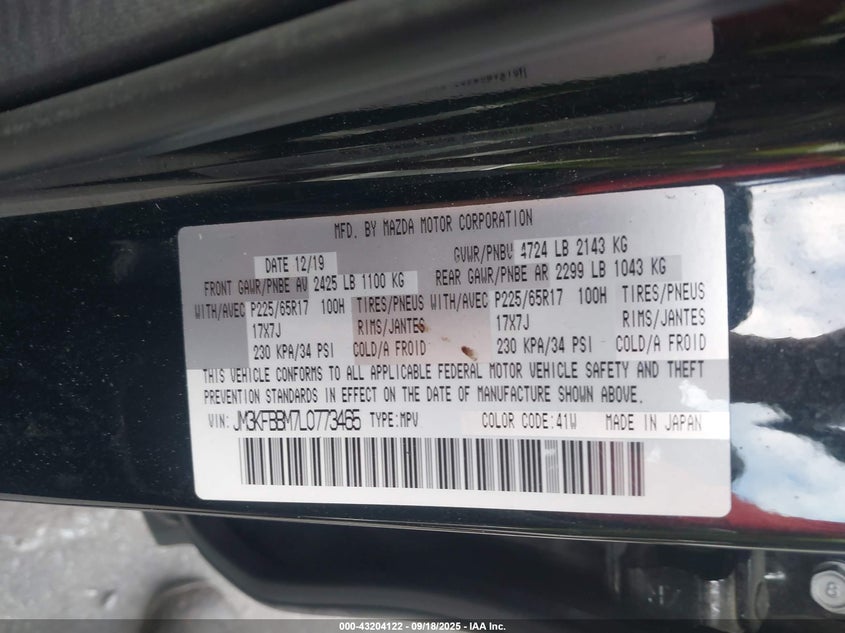 MFD. BY MAZDA MOTOR CORPORATION
DATE 12/19 GVWR/PNBV 4724 LB 2143 KG
FRONT GAWR/PNBE AV 2425 LB 1100 KG REAR GAWR/PNBE AR 2299 LB 1043 KG
WITH/AVEC P225/65R17 100H TIRES/PNEUS WITH/AVEC P225/65R17 100H TIRES/PNEUS
17X7J RIMS/JANTES 17X7J RIMS/JANTES
230 KPA/34 PSI COLD/A FROID 230 KPA/34 PSI COLD/A FROID
THIS VEHICLE CONFORMS TO ALL APPLICABLE FEDERAL MOTOR VEHICLE SAFETY AND THEFT
PREVENTION STANDARDS IN EFFECT ON THE DATE OF MANUFACTURE SHOWN ABOVE.
VIN: JM3KFBBM7L0773465 TYPE:MPV COLOR CODE:41W MADE IN JAPAN
8
000-43204122 - 09/18/2025 - IAA Inc.